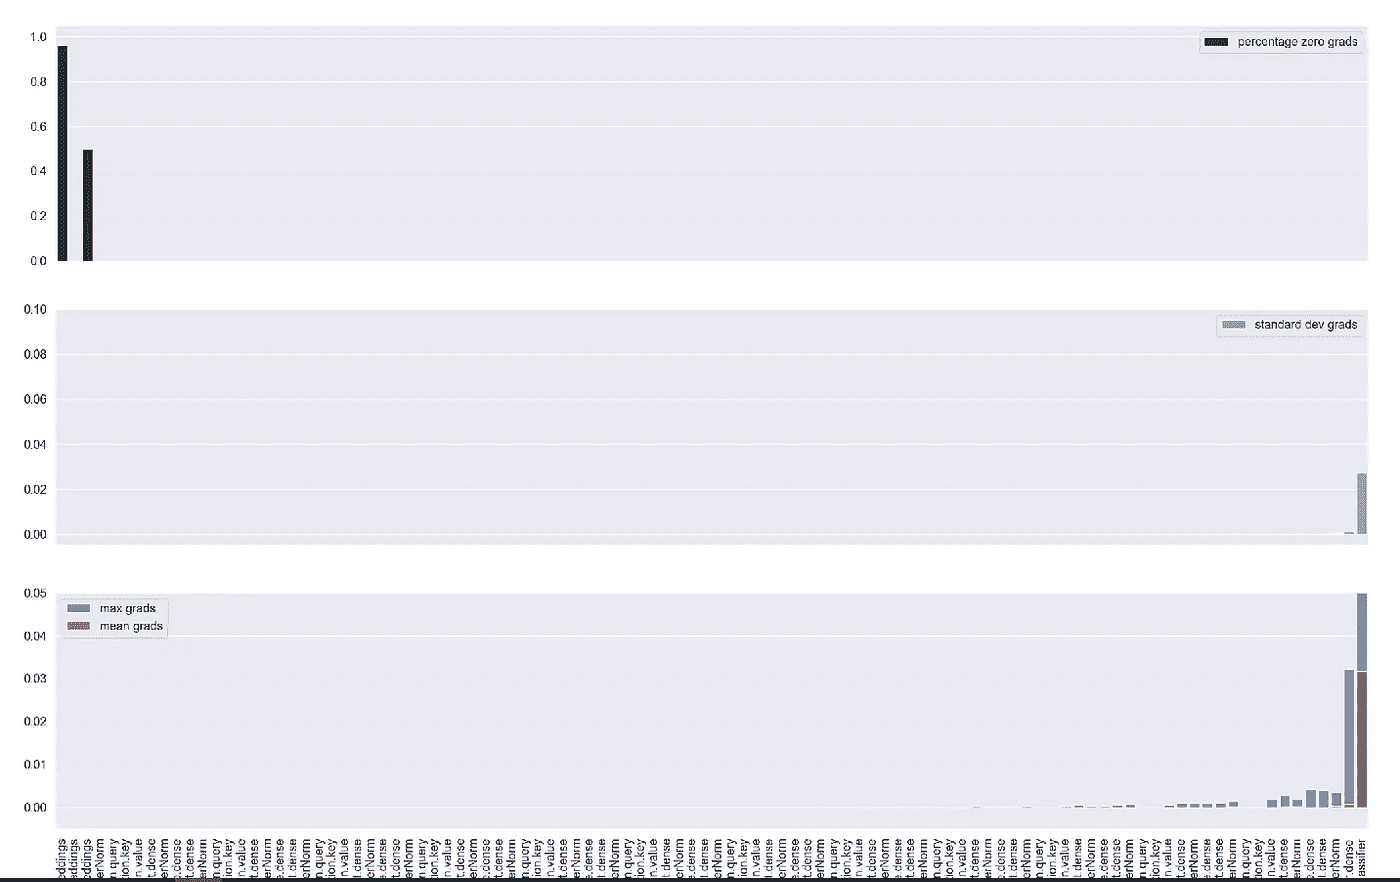 1.0
0.8
0.6
0.4
0.2
0.0
percentage zero grads
0.10
0.08
0.06
0.04
0.02
0.00
standard dev grads
0.05
0.04
0.03
0.02
0.01
0.00
max grads
mean grads
eddings
eddings
eddings
erNorm
n.query
ion.key
n.value
t.dense
erNorm
e.dense
t.dense
erNorm
n.query
ion.key
n.value
t.dense
erNorm
e.dense
t.dense
erNorm
n.query
ion.key
n.value
t.dense
erNorm
e.dense
t.dense
erNorm
n.query
ion.key
n.value
t.dense
erNorm
e.dense
t.dense
erNorm
n.query
ion.key
n.value
t.dense
erNorm
e.dense
t.dense
erNorm
n.query
ion.key
n.value
t.dense
erNorm
e.dense
t.dense
erNorm
n.query
ion.key
n.value
t.dense
erNorm
e.dense
t.dense
erNorm
n.query
ion.key
n.value
t.dense
erNorm
e.dense
t.dense
erNorm
n.query
ion.key
n.value
t.dense
erNorm
e.dense
t.dense
erNorm
n.query
ion.key
n.value
t.dense
erNorm
e.dense
t.dense
erNorm
n.query
ion.key
n.value
t.dense
erNorm
e.dense
t.dense
erNorm
n.query
ion.key
n.value
t.dense
erNorm
e.dense
t.dense
erNorm
r.dense
assifier